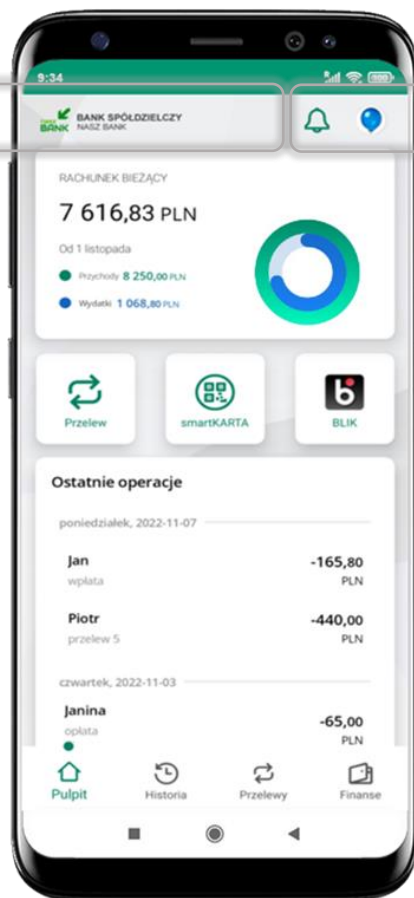 9:34
BANK SPÓŁDZIELCZY
BANK NASZ BANK
RACHUNEK BIEŻĄCY
7 616,83 PLN
Od 1 listopada
Przychody 8 250,00 PLN
Wydatki 1 068,80 PLN
Przelew smartKARTA BLIK
Ostatnie operacje
poniedziałek, 2022-11-07
Jan -165,80
wpłata PLN
Piotr -440,00
przelew 5 PLN
czwartek, 2022-11-03
Janina -65,00
opłata PLN
Pulpit Historia Przelewy Finanse